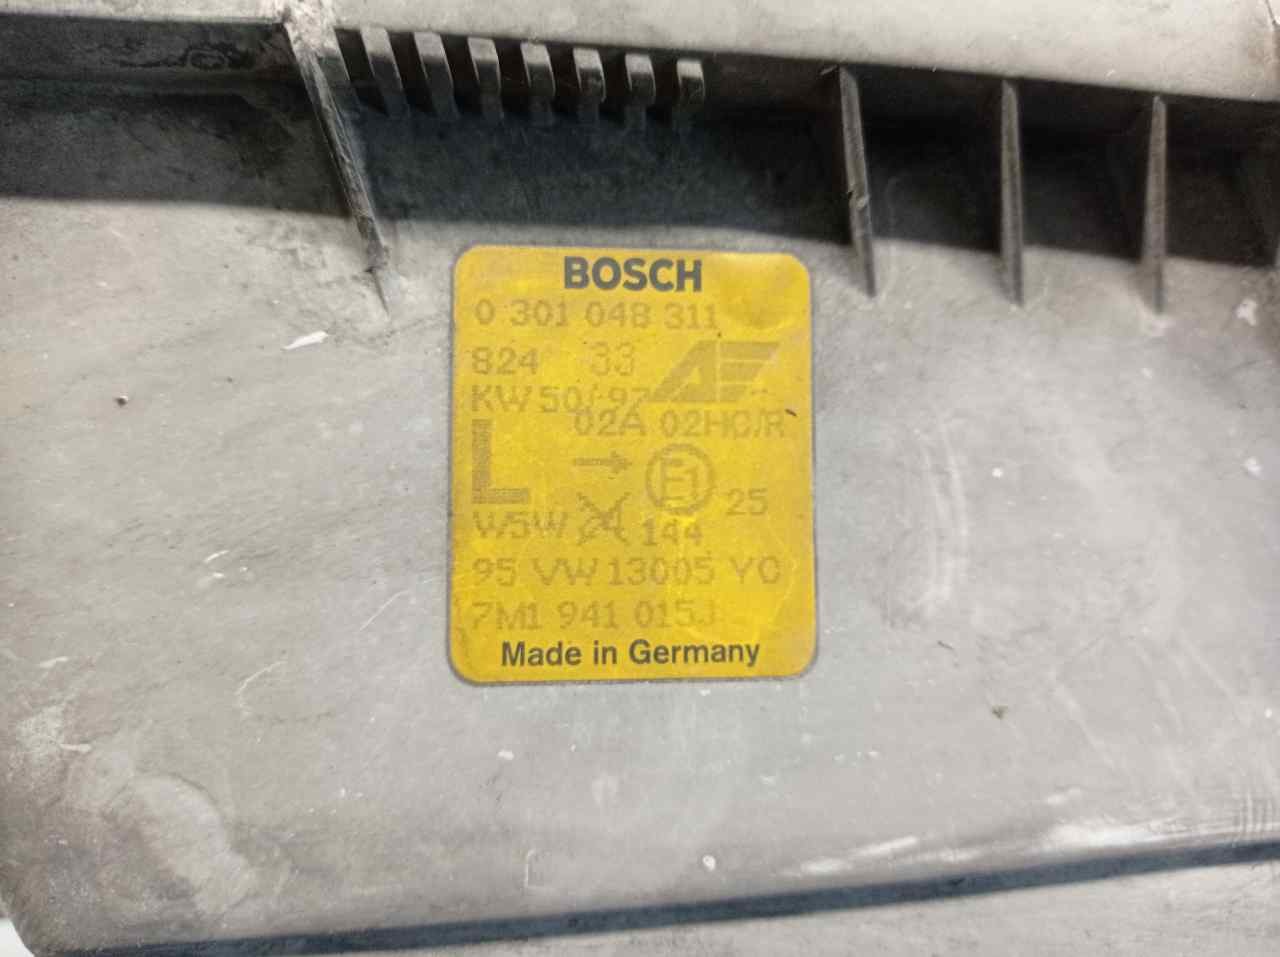 BOSCH
0 301 048 311
824 33
KW 50/ 97
02A 02HC/R
L → E1 25
W5W 144
95 VW 13005 YC
7M1 941 015J
Made in Germany